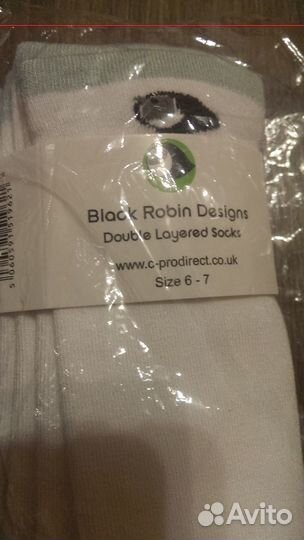 Black Robin Designs
Double Layered Socks
www.c-prodirect.co.uk
Size 6 - 7
Avito